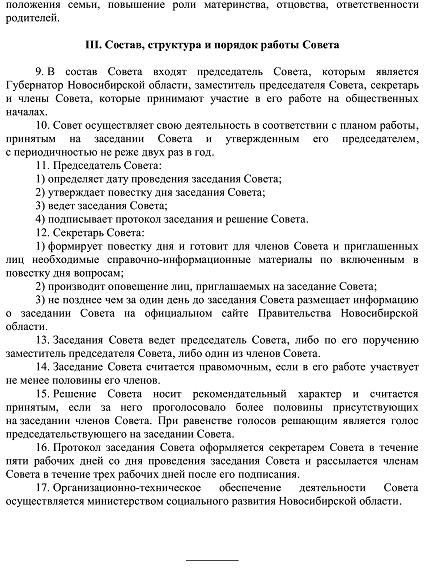 положения семьи, повышение роли материнства, отцовства, ответственности
родителей.
III. Состав, структура и порядок работы Совета
9. В состав Совета входят председатель Совета, которым является
Губернатор Новосибирской области, заместитель председателя Совета, секретарь
и члены Совета, которые принимают участие в его работе на общественных
началах.
10. Совет осуществляет свою деятельность в соответствии с планом работы,
принятым на заседании Совета и утвержденным его председателем,
с периодичностью не реже двух раз в год.
11. Председатель Совета:
1) определяет дату проведения заседания Совета;
2) утверждает повестку дня заседания Совета;
3) ведет заседания Совета;
4) подписывает протокол заседания и решение Совета.
12. Секретарь Совета:
1) формирует повестку дня и готовит для членов Совета и приглашенных
лиц необходимые справочно-информационные материалы по включенным в
повестку дня вопросам;
2) производит оповещение лиц, приглашаемых на заседание Совета;
3) не позднее чем за один день до заседания Совета размещает информацию
о заседании Совета на официальном сайте Правительства Новосибирской
области.
13. Заседания Совета ведет председатель Совета, либо по его поручению
заместитель председателя Совета, либо один из членов Совета.
14. Заседание Совета считается правомочным, если в его работе участвует
не менее половины его членов.
15. Решение Совета носит рекомендательный характер и считается
принятым, если за него проголосовало более половины присутствующих
на заседании членов Совета. При равенстве голосов решающим является голос
председательствующего на заседании Совета.
16. Протокол заседания Совета оформляется секретарем Совета в течение
пяти рабочих дней со дня проведения заседания Совета и рассылается членам
Совета в течение трех рабочих дней после его подписания.
17. Организационно-техническое обеспечение деятельности Совета
осуществляется министерством социального развития Новосибирской области.